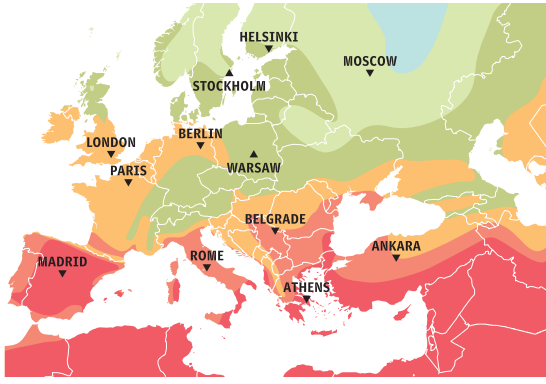 HELSINKI
MOSCOW
STOCKHOLM
BERLIN
LONDON
WARSAW
PARIS
BELGRADE
ANKARA
ROME
MADRID
ATHENS